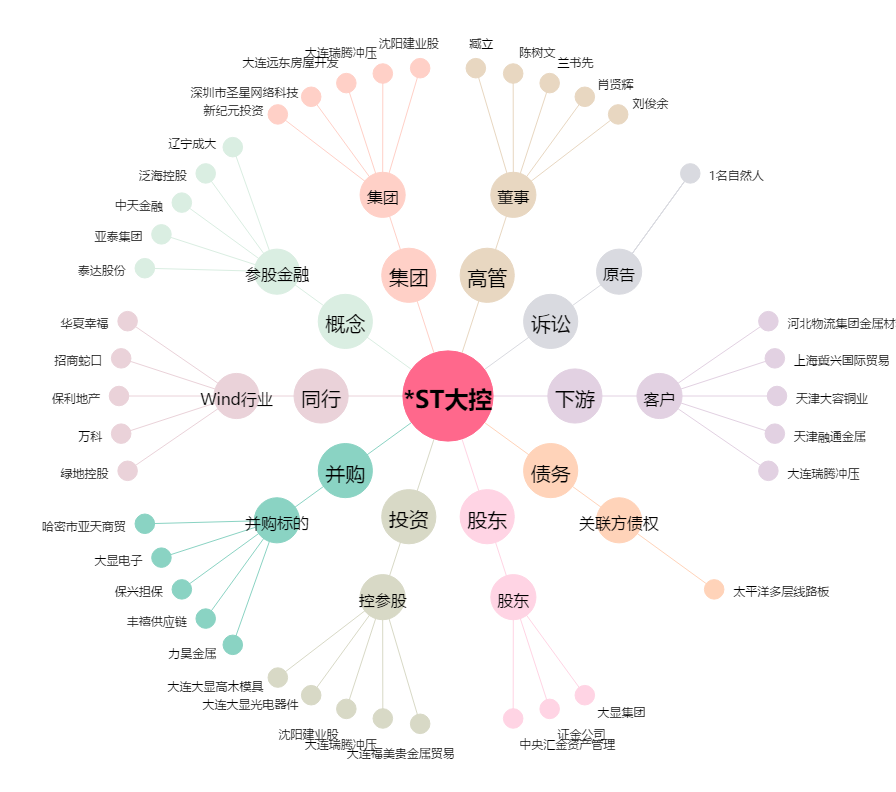 沈阳建业股
大连瑞腾冲压
大连远东房屋开发
深圳市圣星网络科技
新纪元投资
集团
集团
臧立
陈树文
兰书先
肖贤辉
刘俊余
董事
高管
1名自然人
原告
诉讼
辽宁成大
泛海控股
中天金融
亚泰集团
泰达股份
参股金融
概念
华夏幸福
招商蛇口
保利地产
万科
绿地控股
Wind行业
同行
*ST大控
下游
客户
河北物流集团金属材
上海冀兴国际贸易
天津大容铜业
天津融通金属
大连瑞腾冲压
并购
并购标的
哈密市亚天商贸
大显电子
保兴担保
丰禧供应链
力昊金属
投资
控参股
大连大显高木模具
大连大显光电器件
沈阳建业股
大连瑞腾冲压
大连福美贵金属贸易
股东
股东
大显集团
证金公司
中央汇金资产管理
债务
关联方债权
太平洋多层线路板